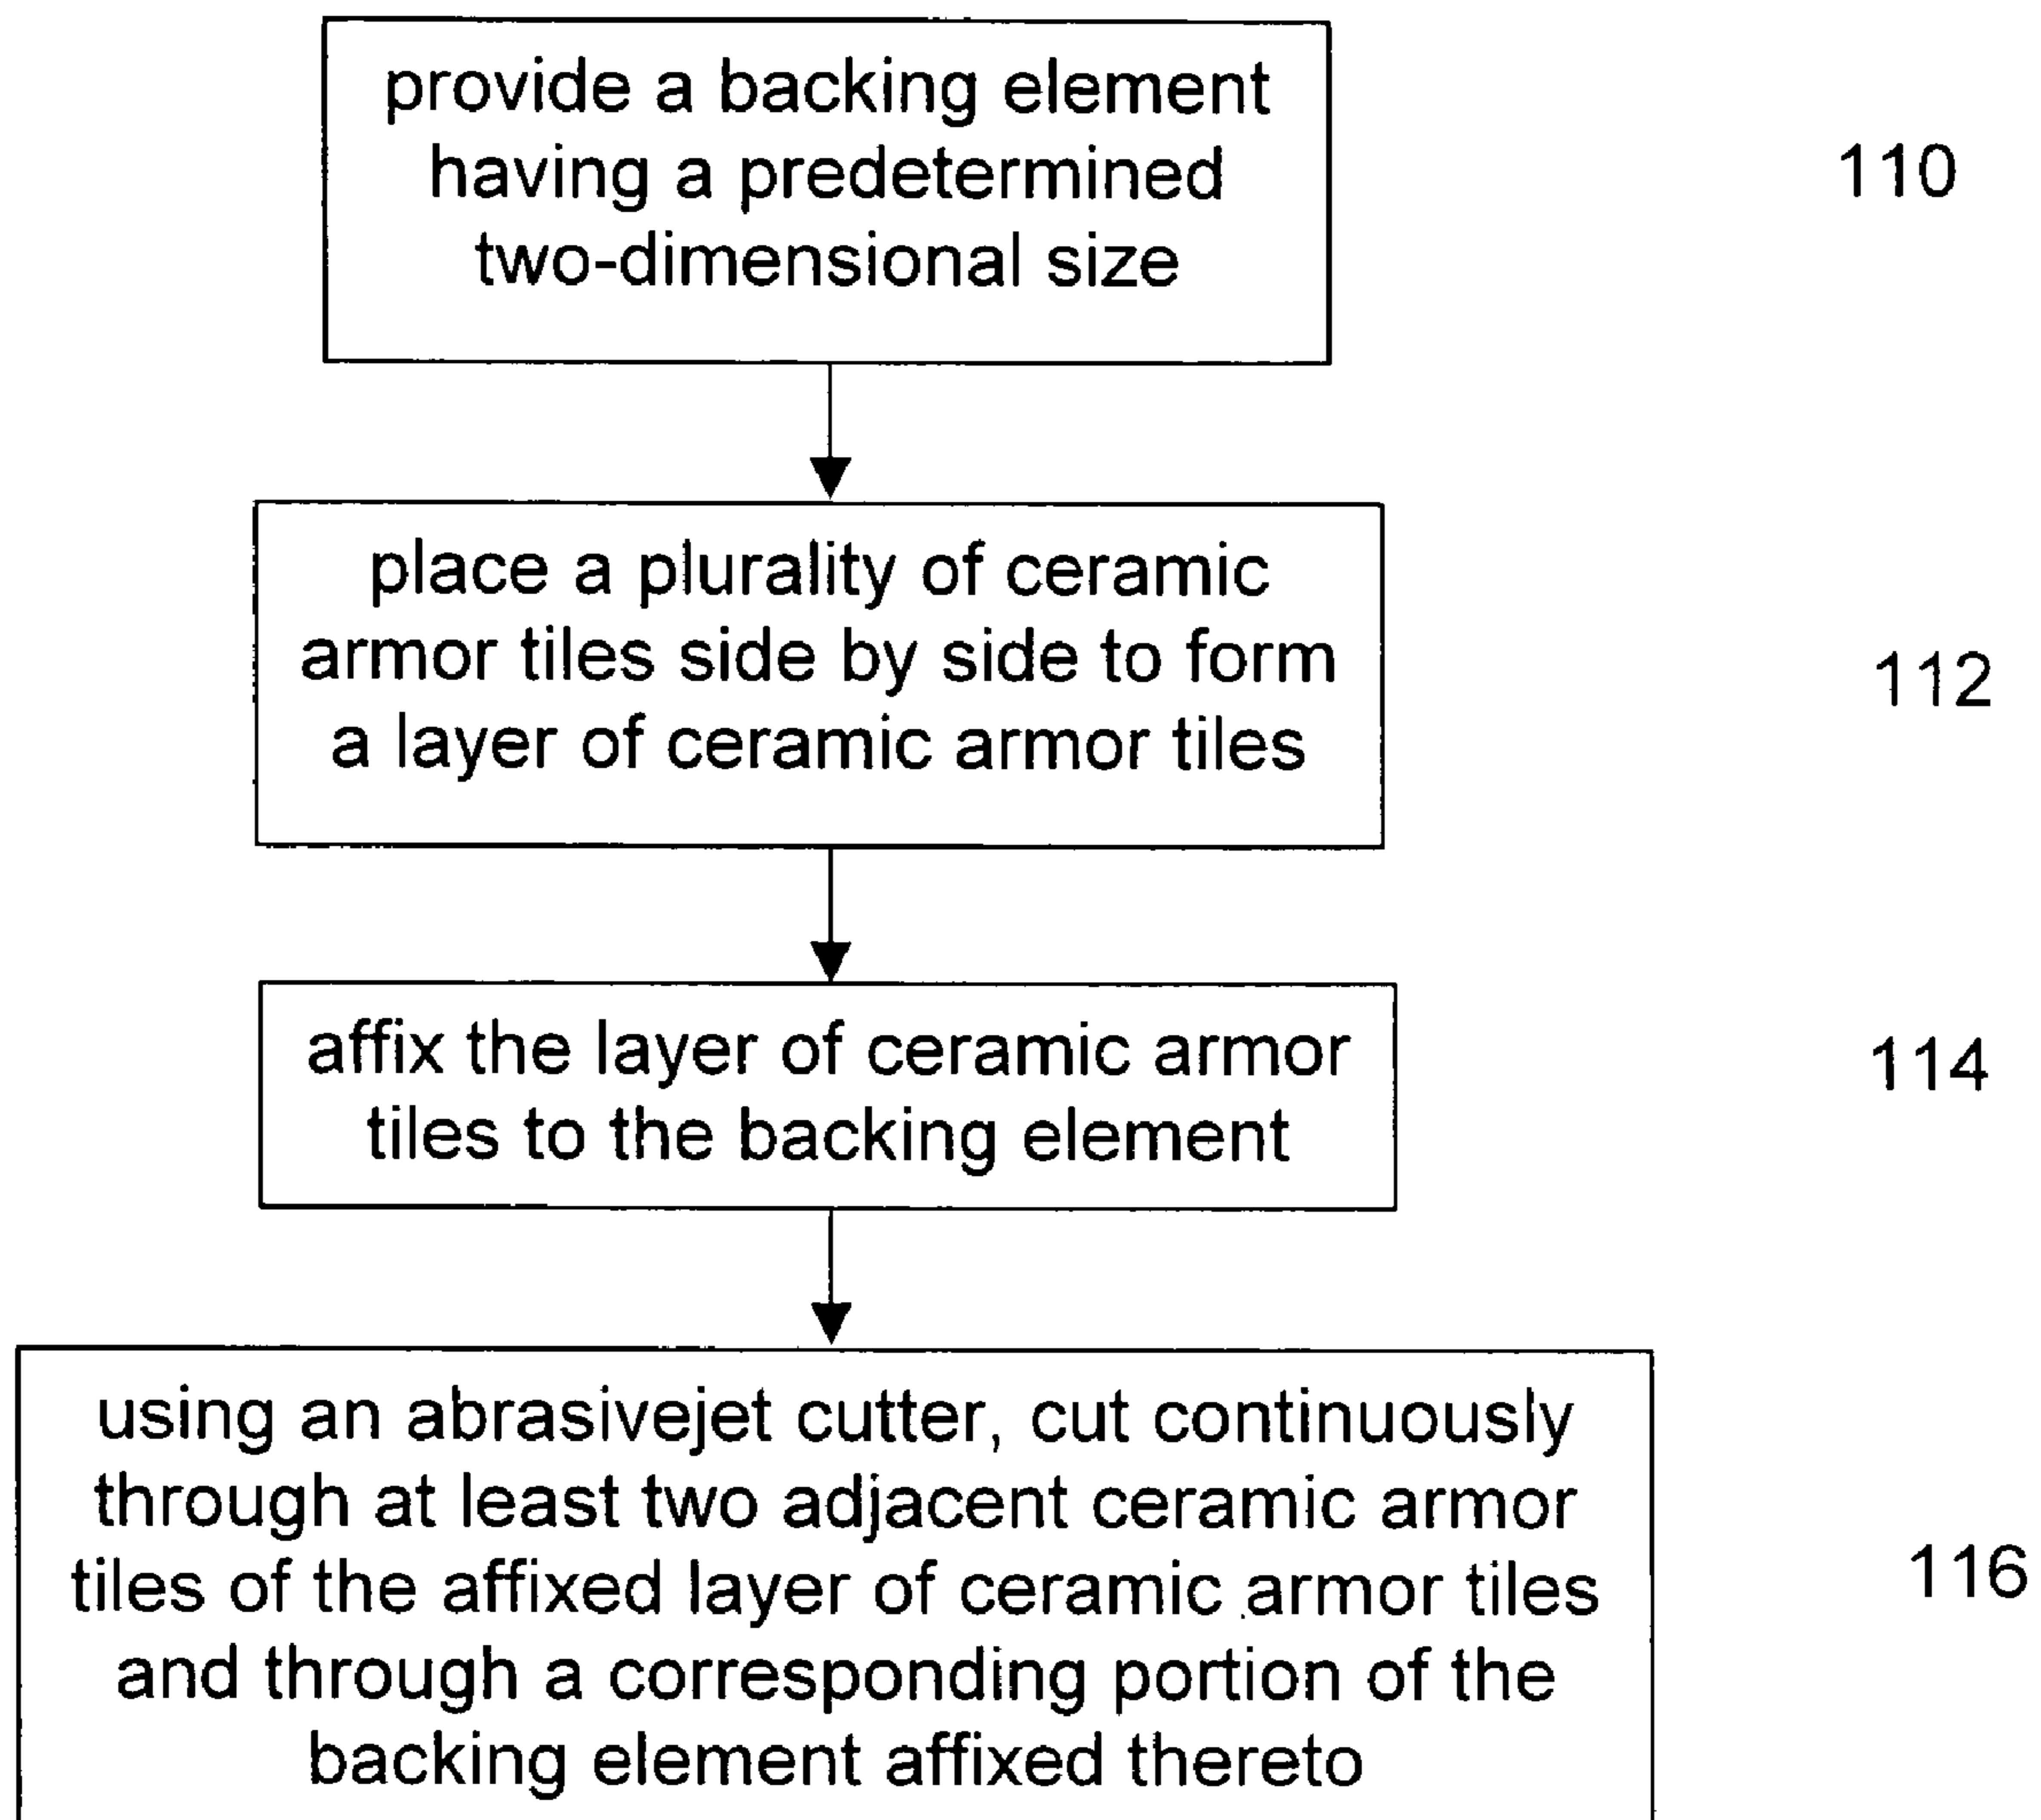 provide a backing element
having a predetermined
two-dimensional size
110
place a plurality of ceramic
armor tiles side by side to form
a layer of ceramic armor tiles
112
affix the layer of ceramic armor
tiles to the backing element
114
using an abrasivejet cutter, cut continuously
through at least two adjacent ceramic armor
tiles of the affixed layer of ceramic armor tiles
and through a corresponding portion of the
backing element affixed thereto
116